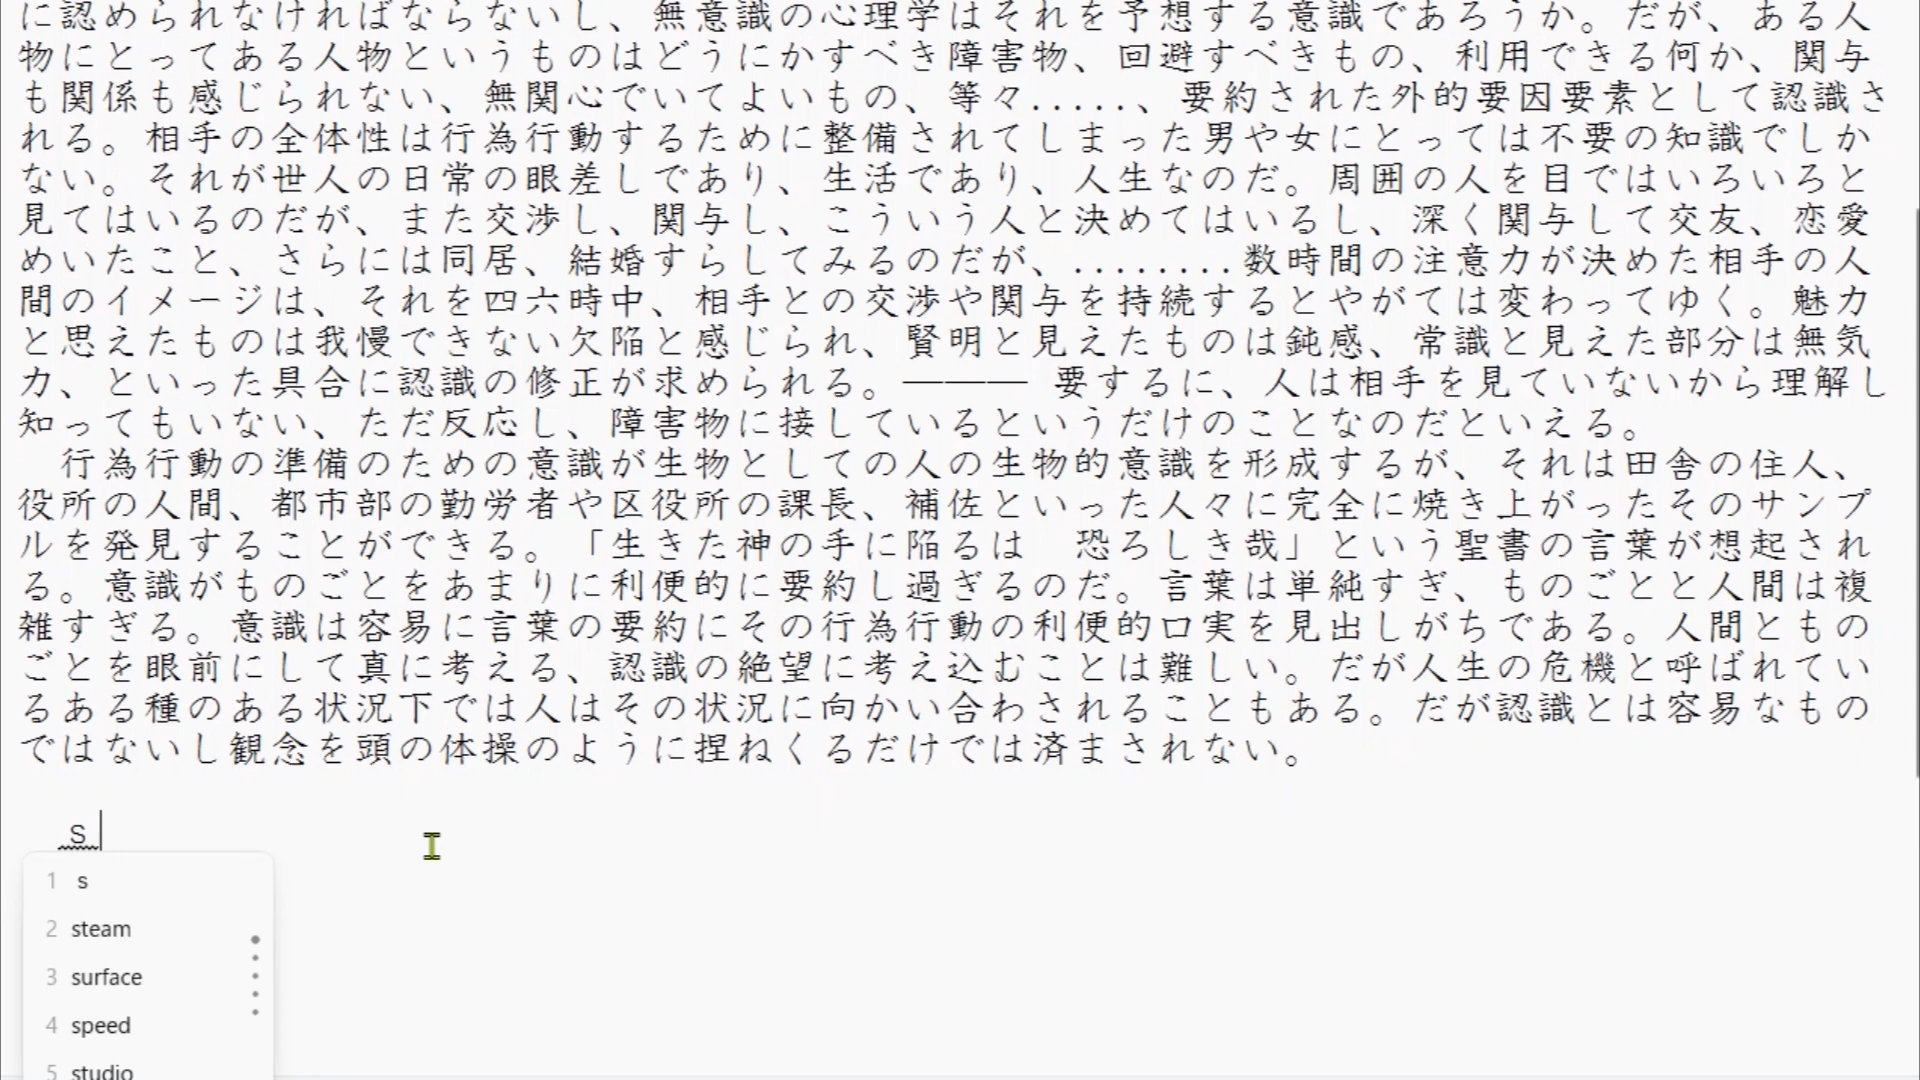 に認められなければならないし、無意識の心理学はそれを予想する意識であろうか。だが、ある人
物にとってある人物というものはどうにかすべき障害物、回避すべきもの、利用できる何か、関与
も関係も感じられない、無関心でいてよいもの、等々.....、要約された外的要因要素として認識さ
れる。相手の全体性は行為行動するために整備されてしまった男や女にとっては不要の知識でしか
ない。それが世人の日常の眼差しであり、生活であり、人生なのだ。周囲の人を目ではいろいろと
見てはいるのだが、また交渉し、関与し、こういう人と決めてはいるし、深く関与して交友、恋愛
めいたこと、さらには同居、結婚すらしてみるのだが、........数時間の注意力が決めた相手の人
間のイメージは、それを四六時中、相手との交渉や関与を持続するとやがては変わってゆく。魅力
と思えたものは我慢できない欠陥と感じられ、賢明と見えたものは鈍感、常識と見えた部分は無気
力、といった具合に認識の修正が求められる。――― 要するに、人は相手を見ていないから理解し
知ってもいない、ただ反応し、障害物に接しているというだけのことなのだといえる。
　行為行動の準備のための意識が生物としての人の生物的意識を形成するが、それは田舎の住人、
役所の人間、都市部の勤労者や区役所の課長、補佐といった人々に完全に焼き上がったそのサンプ
ルを発見することができる。「生きた神の手に陥るは　恐ろしき哉」という聖書の言葉が想起され
る。意識がものごとをあまりに利便的に要約し過ぎるのだ。言葉は単純すぎ、ものごとと人間は複
雑すぎる。意識は容易に言葉の要約にその行為行動の利便的口実を見出しがちである。人間ともの
ごとを眼前にして真に考える、認識の絶望に考え込むことは難しい。だが人生の危機と呼ばれてい
るある種のある状況下では人はその状況に向かい合わされることもある。だが認識とは容易なもの
ではないし観念を頭の体操のように捏ねくるだけでは済まされない。
ｓ
1 ｓ
2 steam
3 surface
4 speed
5 studio